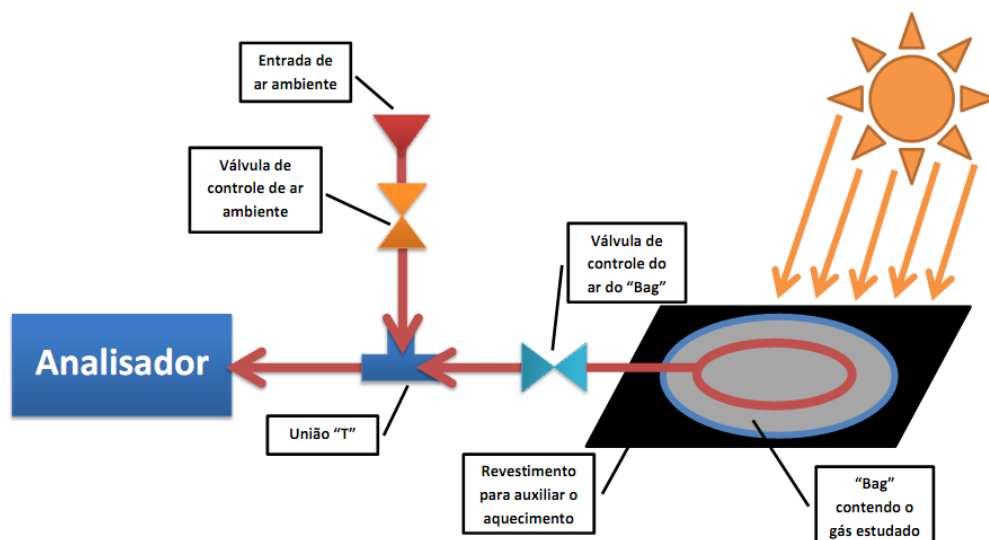 Entrada de
ar ambiente
Válvula de
controle de ar
ambiente
Válvula de
controle do
ar do “Bag”
Analisador
União “T”
Revestimento
para auxiliar o
aquecimento
“Bag”
contendo o
gás estudado